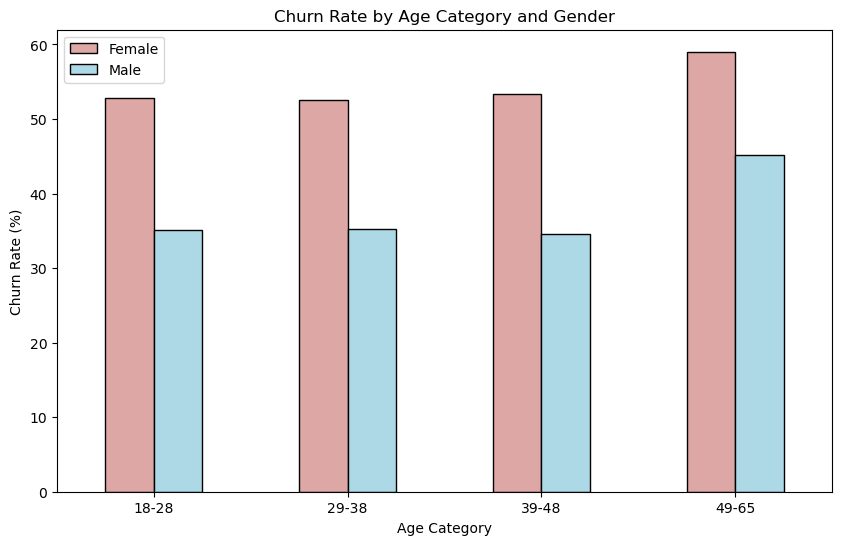 Churn Rate by Age Category and Gender
Female
Male
60
50
40
30
20
10
0
Churn Rate (%)
18-28
29-38
39-48
49-65
Age Category